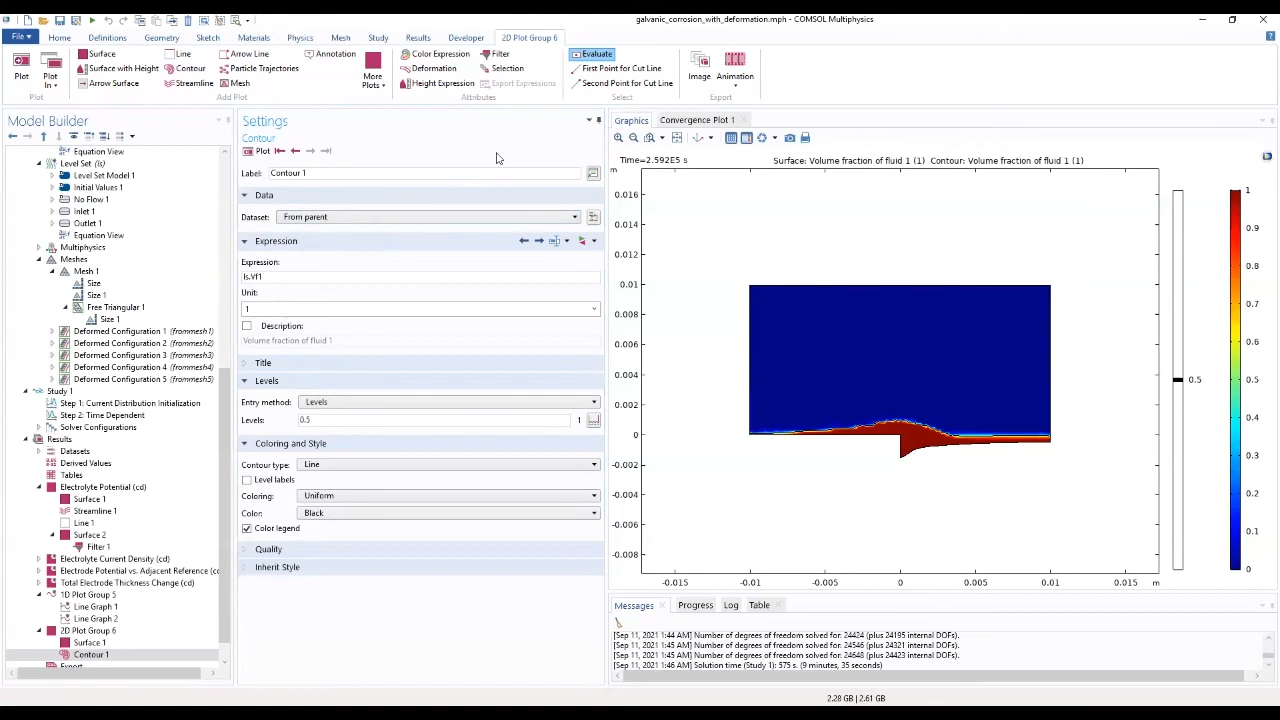 galvanic_corrosion_with_deformation.mph - COMSOL Multiphysics
File
Home
Definitions
Geometry
Sketch
Materials
Physics
Mesh
Study
Results
Developer
2D Plot Group 6
Plot
Plot In
Plot
Surface
Surface with Height
Arrow Surface
Line
Contour
Streamline
Arrow Line
Particle Trajectories
Mesh
Annotation
More Plots
Add Plot
Color Expression
Deformation
Height Expression
Filter
Selection
Export Expressions
Attributes
Evaluate
First Point for Cut Line
Second Point for Cut Line
Select
Image
Animation
Export
Model Builder
Equation View
Level Set (ls)
Level Set Model 1
Initial Values 1
No Flow 1
Inlet 1
Outlet 1
Equation View
Multiphysics
Meshes
Mesh 1
Size
Size 1
Free Triangular 1
Size 1
Deformed Configuration 1 (frommesh1)
Deformed Configuration 2 (frommesh2)
Deformed Configuration 3 (frommesh3)
Deformed Configuration 4 (frommesh4)
Deformed Configuration 5 (frommesh5)
Study 1
Step 1: Current Distribution Initialization
Step 2: Time Dependent
Solver Configurations
Results
Datasets
Derived Values
Tables
Electrolyte Potential (cd)
Surface 1
Streamline 1
Line 1
Surface 2
Filter 1
Electrolyte Current Density (cd)
Electrode Potential vs. Adjacent Reference (cd
Total Electrode Thickness Change (cd)
1D Plot Group 5
Line Graph 1
Line Graph 2
2D Plot Group 6
Surface 1
Contour 1
Export
Settings
Contour
Plot
Label: Contour 1
Data
Dataset: From parent
Expression
Expression:
ls.Vf1
Unit:
1
Description:
Volume fraction of fluid 1
Title
Levels
Entry method: Levels
Levels: 0.5 1
Coloring and Style
Contour type: Line
Level labels
Coloring: Uniform
Color: Black
Color legend
Quality
Inherit Style
Graphics
Convergence Plot 1
Time=2.592E5 s Surface: Volume fraction of fluid 1 (1) Contour: Volume fraction of fluid 1 (1)
m
0.016
0.014
0.012
0.01
0.008
0.006
0.004
0.002
0
-0.002
-0.004
-0.006
-0.008
-0.015 -0.01 -0.005 0 0.005 0.01 0.015 m
0.5
1
0.9
0.8
0.7
0.6
0.5
0.4
0.3
0.2
0.1
0
Messages
Progress
Log
Table
[Sep 11, 2021 1:44 AM] Number of degrees of freedom solved for: 24424 (plus 24195 internal DOFs).
[Sep 11, 2021 1:45 AM] Number of degrees of freedom solved for: 24546 (plus 24321 internal DOFs).
[Sep 11, 2021 1:45 AM] Number of degrees of freedom solved for: 24648 (plus 24423 internal DOFs).
[Sep 11, 2021 1:46 AM] Solution time (Study 1): 575 s. (9 minutes, 35 seconds)
2.28 GB | 2.61 GB